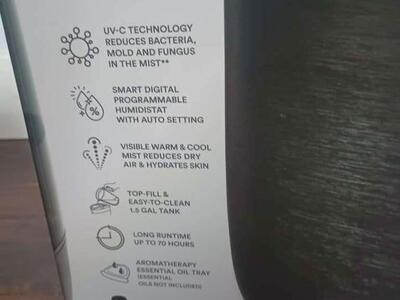 UV-C TECHNOLOGY
REDUCES BACTERIA,
MOLD AND FUNGUS
IN THE MIST**
SMART DIGITAL
PROGRAMMABLE
HUMIDISTAT
WITH AUTO SETTING
VISIBLE WARM & COOL
MIST REDUCES DRY
AIR & HYDRATES SKIN
TOP-FILL &
EASY-TO-CLEAN
1.5 GAL TANK
LONG RUNTIME
UP TO 70 HOURS
AROMATHERAPY
ESSENTIAL OIL TRAY
(ESSENTIAL
OILS NOT INCLUDED)